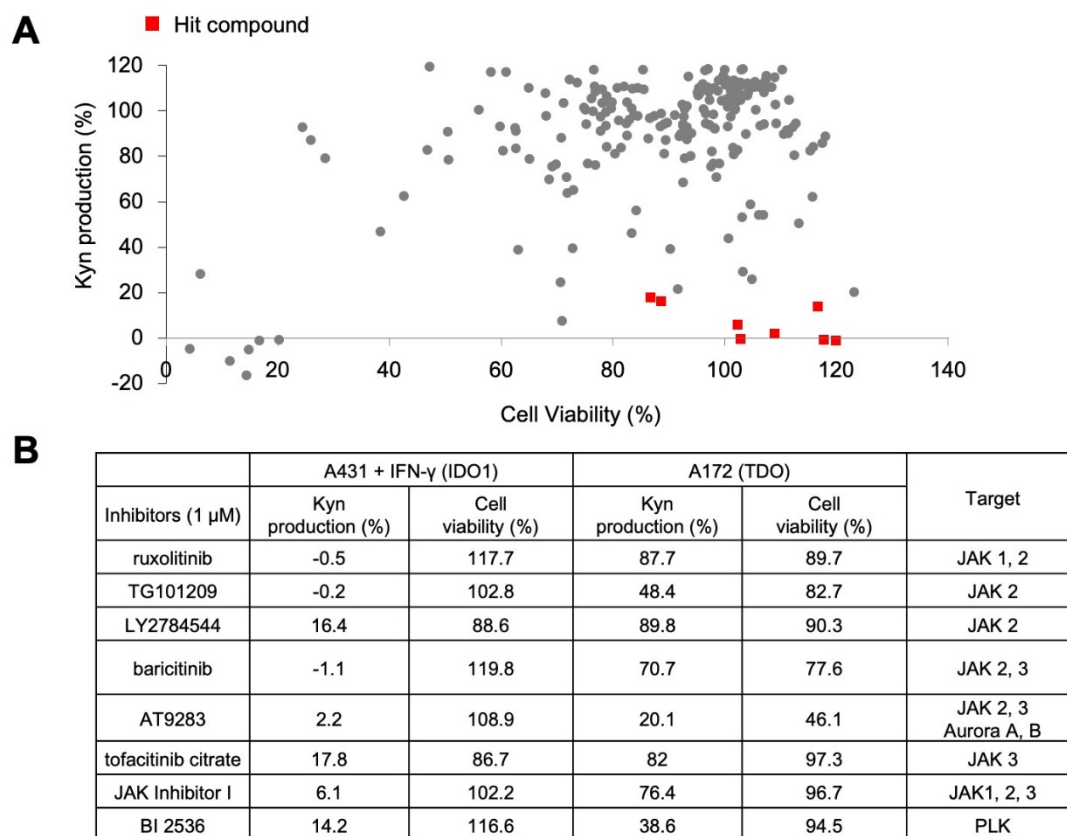 A
Hit compound
Kyn production (%)
120
100
80
60
40
20
0
-20
0 20 40 60 80 100 120 140
Cell Viability (%)
B
A431 + IFN-γ (IDO1) A172 (TDO) Target
Inhibitors (1 µM) Kyn production (%) Cell viability (%) Kyn production (%) Cell viability (%)
ruxolitinib -0.5 117.7 87.7 89.7 JAK 1, 2
TG101209 -0.2 102.8 48.4 82.7 JAK 2
LY2784544 16.4 88.6 89.8 90.3 JAK 2
baricitinib -1.1 119.8 70.7 77.6 JAK 2, 3
AT9283 2.2 108.9 20.1 46.1 JAK 2, 3 Aurora A, B
tofacitinib citrate 17.8 86.7 82 97.3 JAK 3
JAK Inhibitor I 6.1 102.2 76.4 96.7 JAK1, 2, 3
BI 2536 14.2 116.6 38.6 94.5 PLK